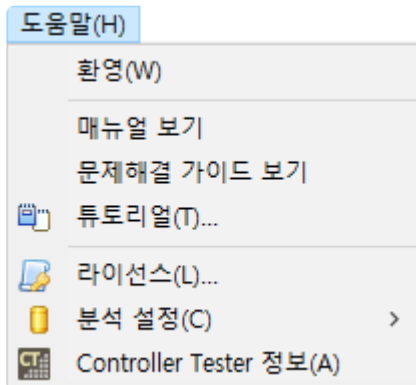 도움말(H)
환영(W)
매뉴얼 보기
문제해결 가이드 보기
튜토리얼(T)...
라이선스(L)...
분석 설정(C)
CT Controller Tester 정보(A)